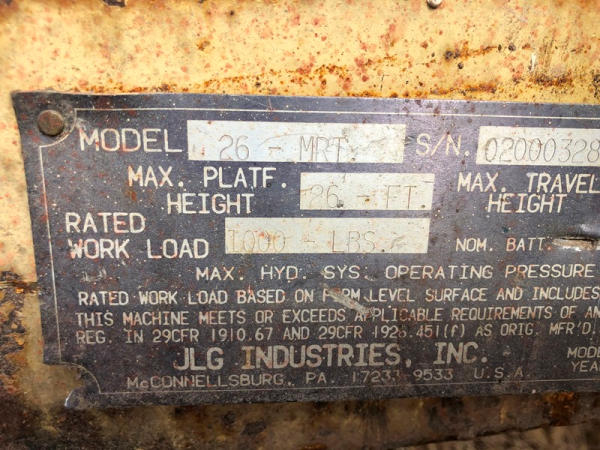 MODEL 26 - MRT S/N. 02000328
MAX. PLATF. HEIGHT 26 - FT. MAX. TRAVEL HEIGHT
RATED WORK LOAD 1000 - LBS. NOM. BATT.
MAX. HYD. SYS. OPERATING PRESSURE
RATED WORK LOAD BASED ON FIRM LEVEL SURFACE AND INCLUDES
THIS MACHINE MEETS OR EXCEEDS APPLICABLE REQUIREMENTS OF AN
REG. IN 29CFR 1910.67 AND 29CFR 1926.451(f) AS ORIG. MFR'D.
JLG INDUSTRIES, INC. MODE
McCONNELLSBURG, PA. 17233-9533 U.S.A. YEA